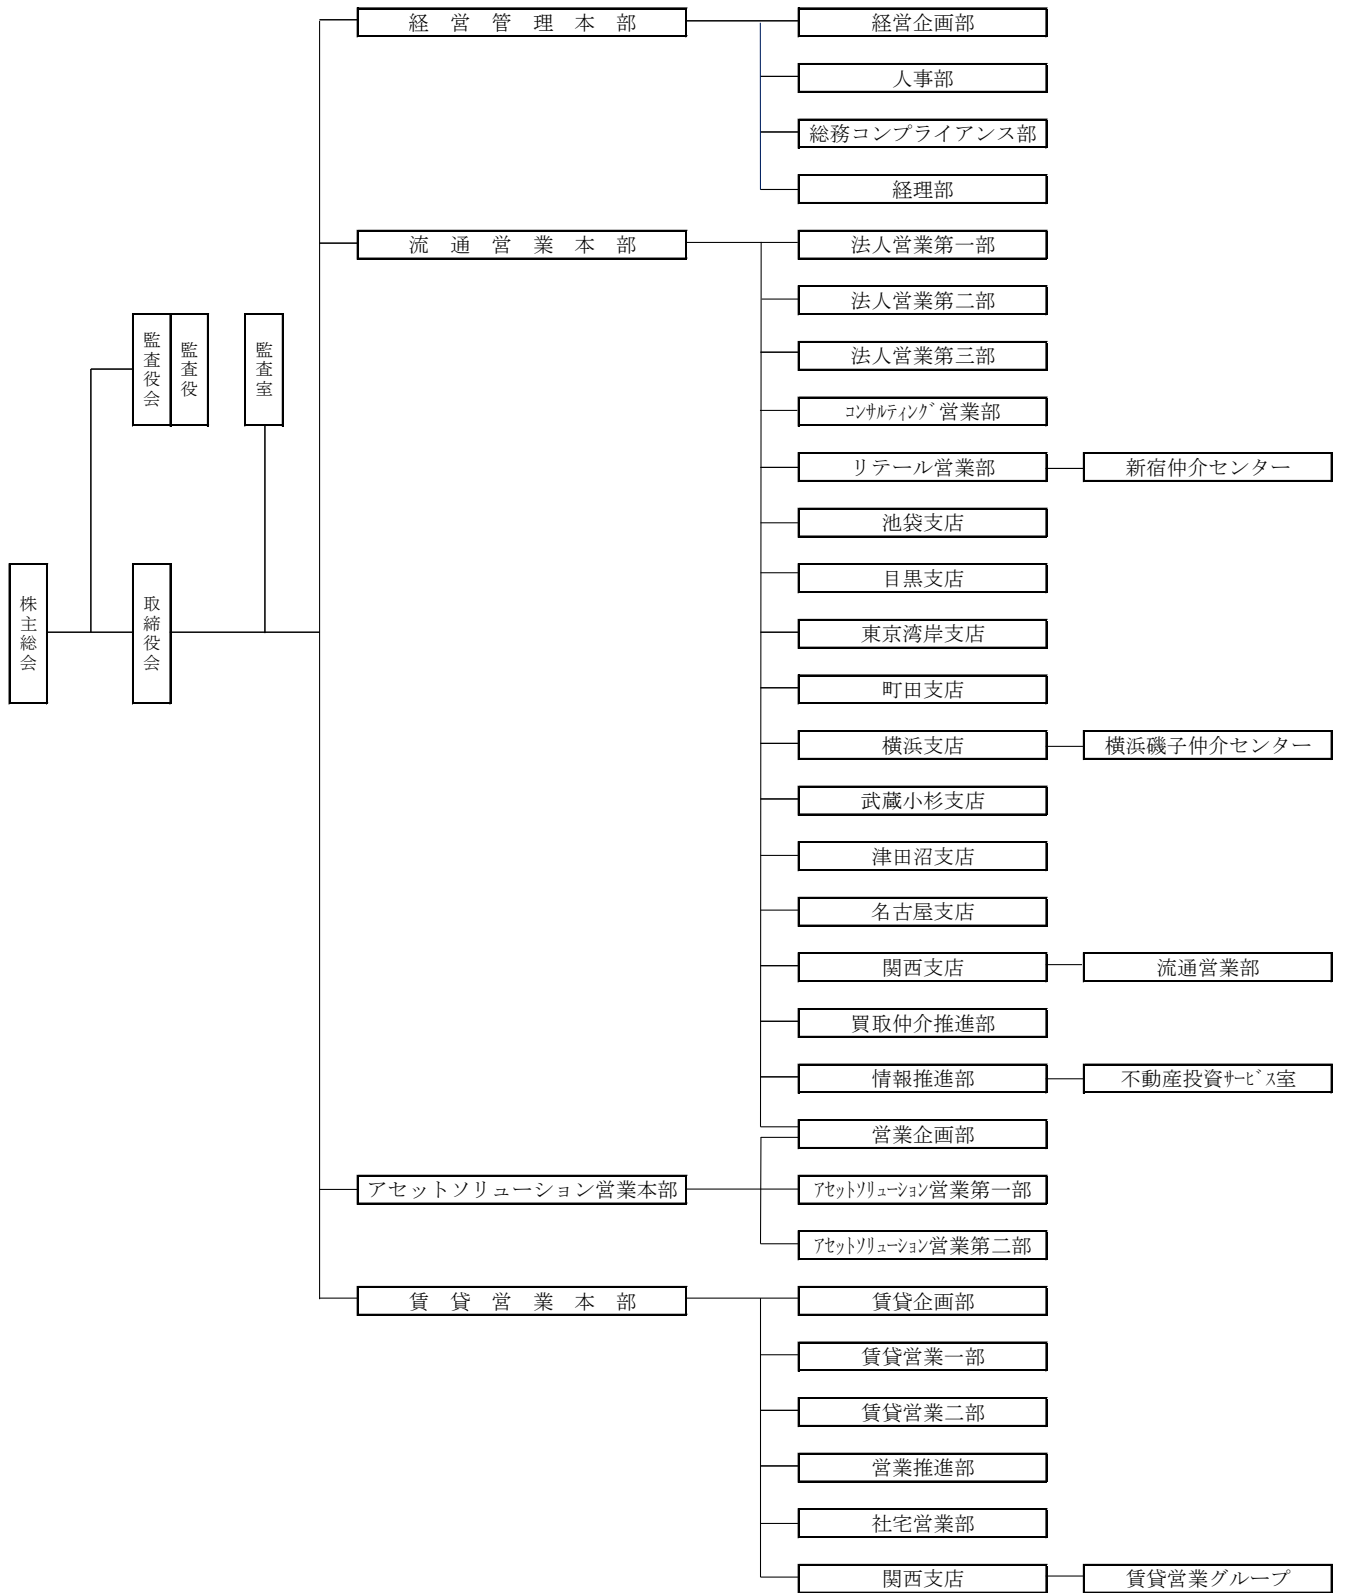 株主総会
監査役会
監査役
取締役会
監査室
経営管理本部
経営企画部
人事部
総務コンプライアンス部
経理部
流通営業本部
法人営業第一部
法人営業第二部
法人営業第三部
ｺﾝｻﾙﾃｨﾝｸﾞ営業部
リテール営業部
新宿仲介センター
池袋支店
目黒支店
東京湾岸支店
町田支店
横浜支店
横浜磯子仲介センター
武蔵小杉支店
津田沼支店
名古屋支店
関西支店
流通営業部
買取仲介推進部
情報推進部
不動産投資ｻｰﾋﾞｽ室
営業企画部
アセットソリューション営業本部
ｱｾｯﾄｿﾘｭｰｼｮﾝ営業第一部
ｱｾｯﾄｿﾘｭｰｼｮﾝ営業第二部
賃貸営業本部
賃貸企画部
賃貸営業一部
賃貸営業二部
営業推進部
社宅営業部
関西支店
賃貸営業グループ